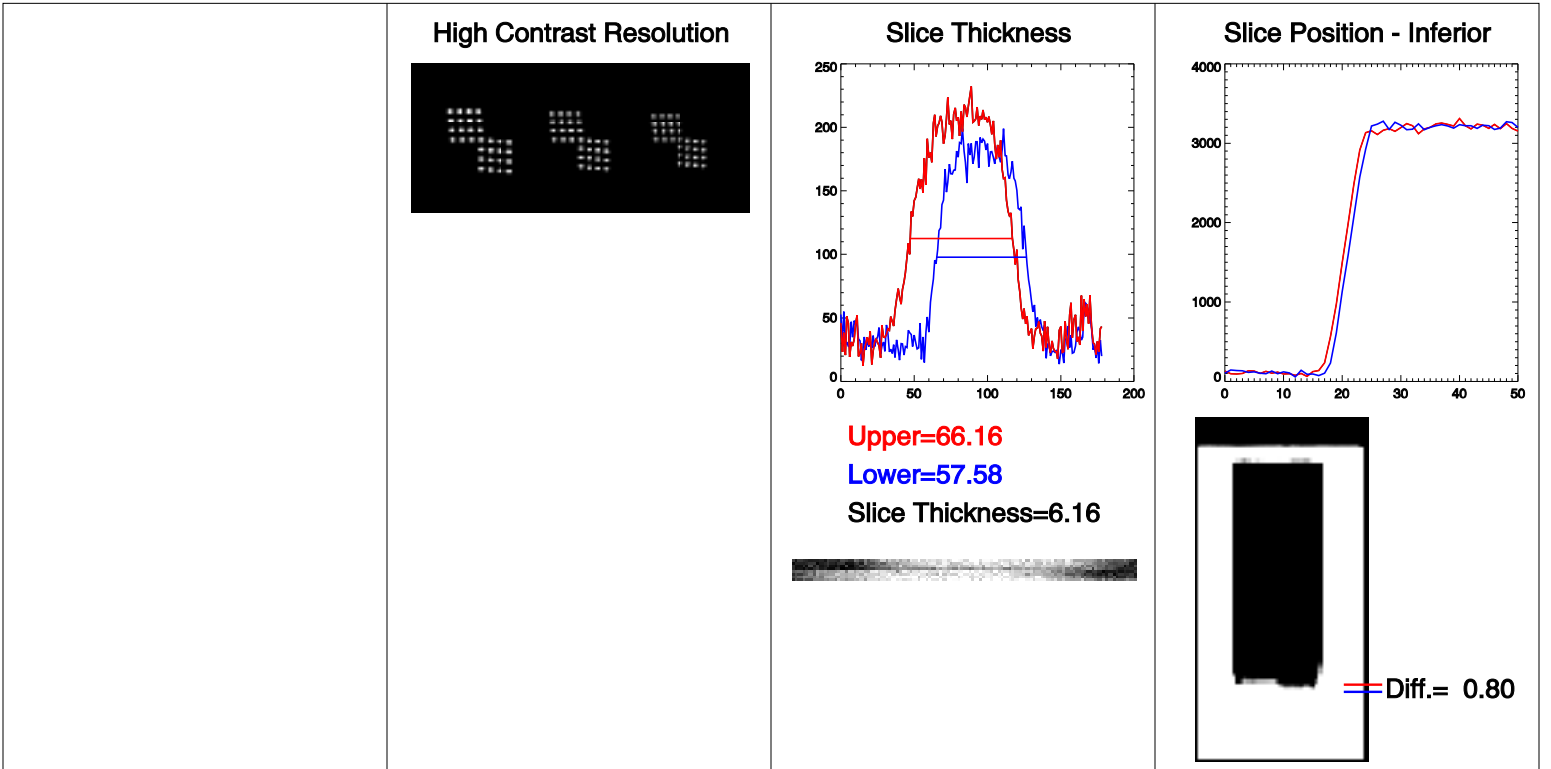 High Contrast Resolution
Slice Thickness
Slice Position - Inferior
250
200
150
100
50
0
0 50 100 150 200
4000
3000
2000
1000
0
0 10 20 30 40 50
Upper=66.16
Lower=57.58
Slice Thickness=6.16
Diff.= 0.80